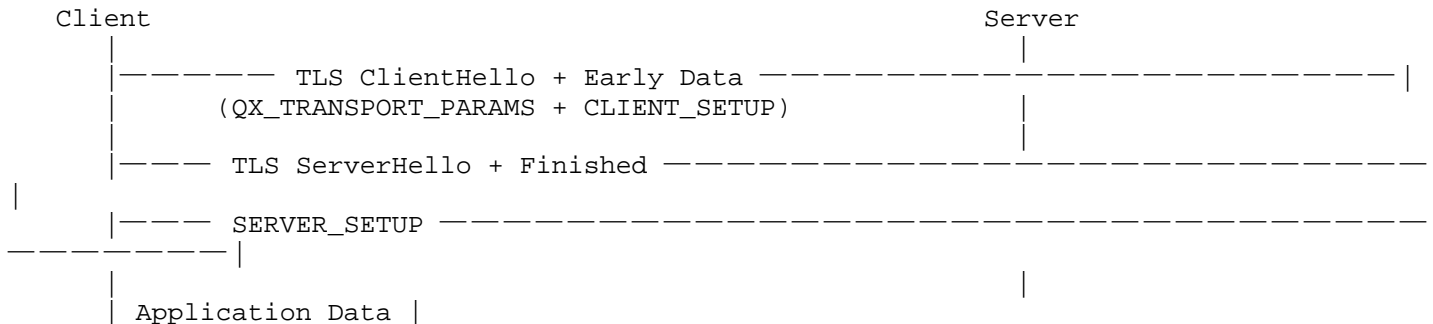 Client Server
TLS ClientHello + Early Data
(QX_TRANSPORT_PARAMS + CLIENT_SETUP)
TLS ServerHello + Finished
SERVER_SETUP
Application Data